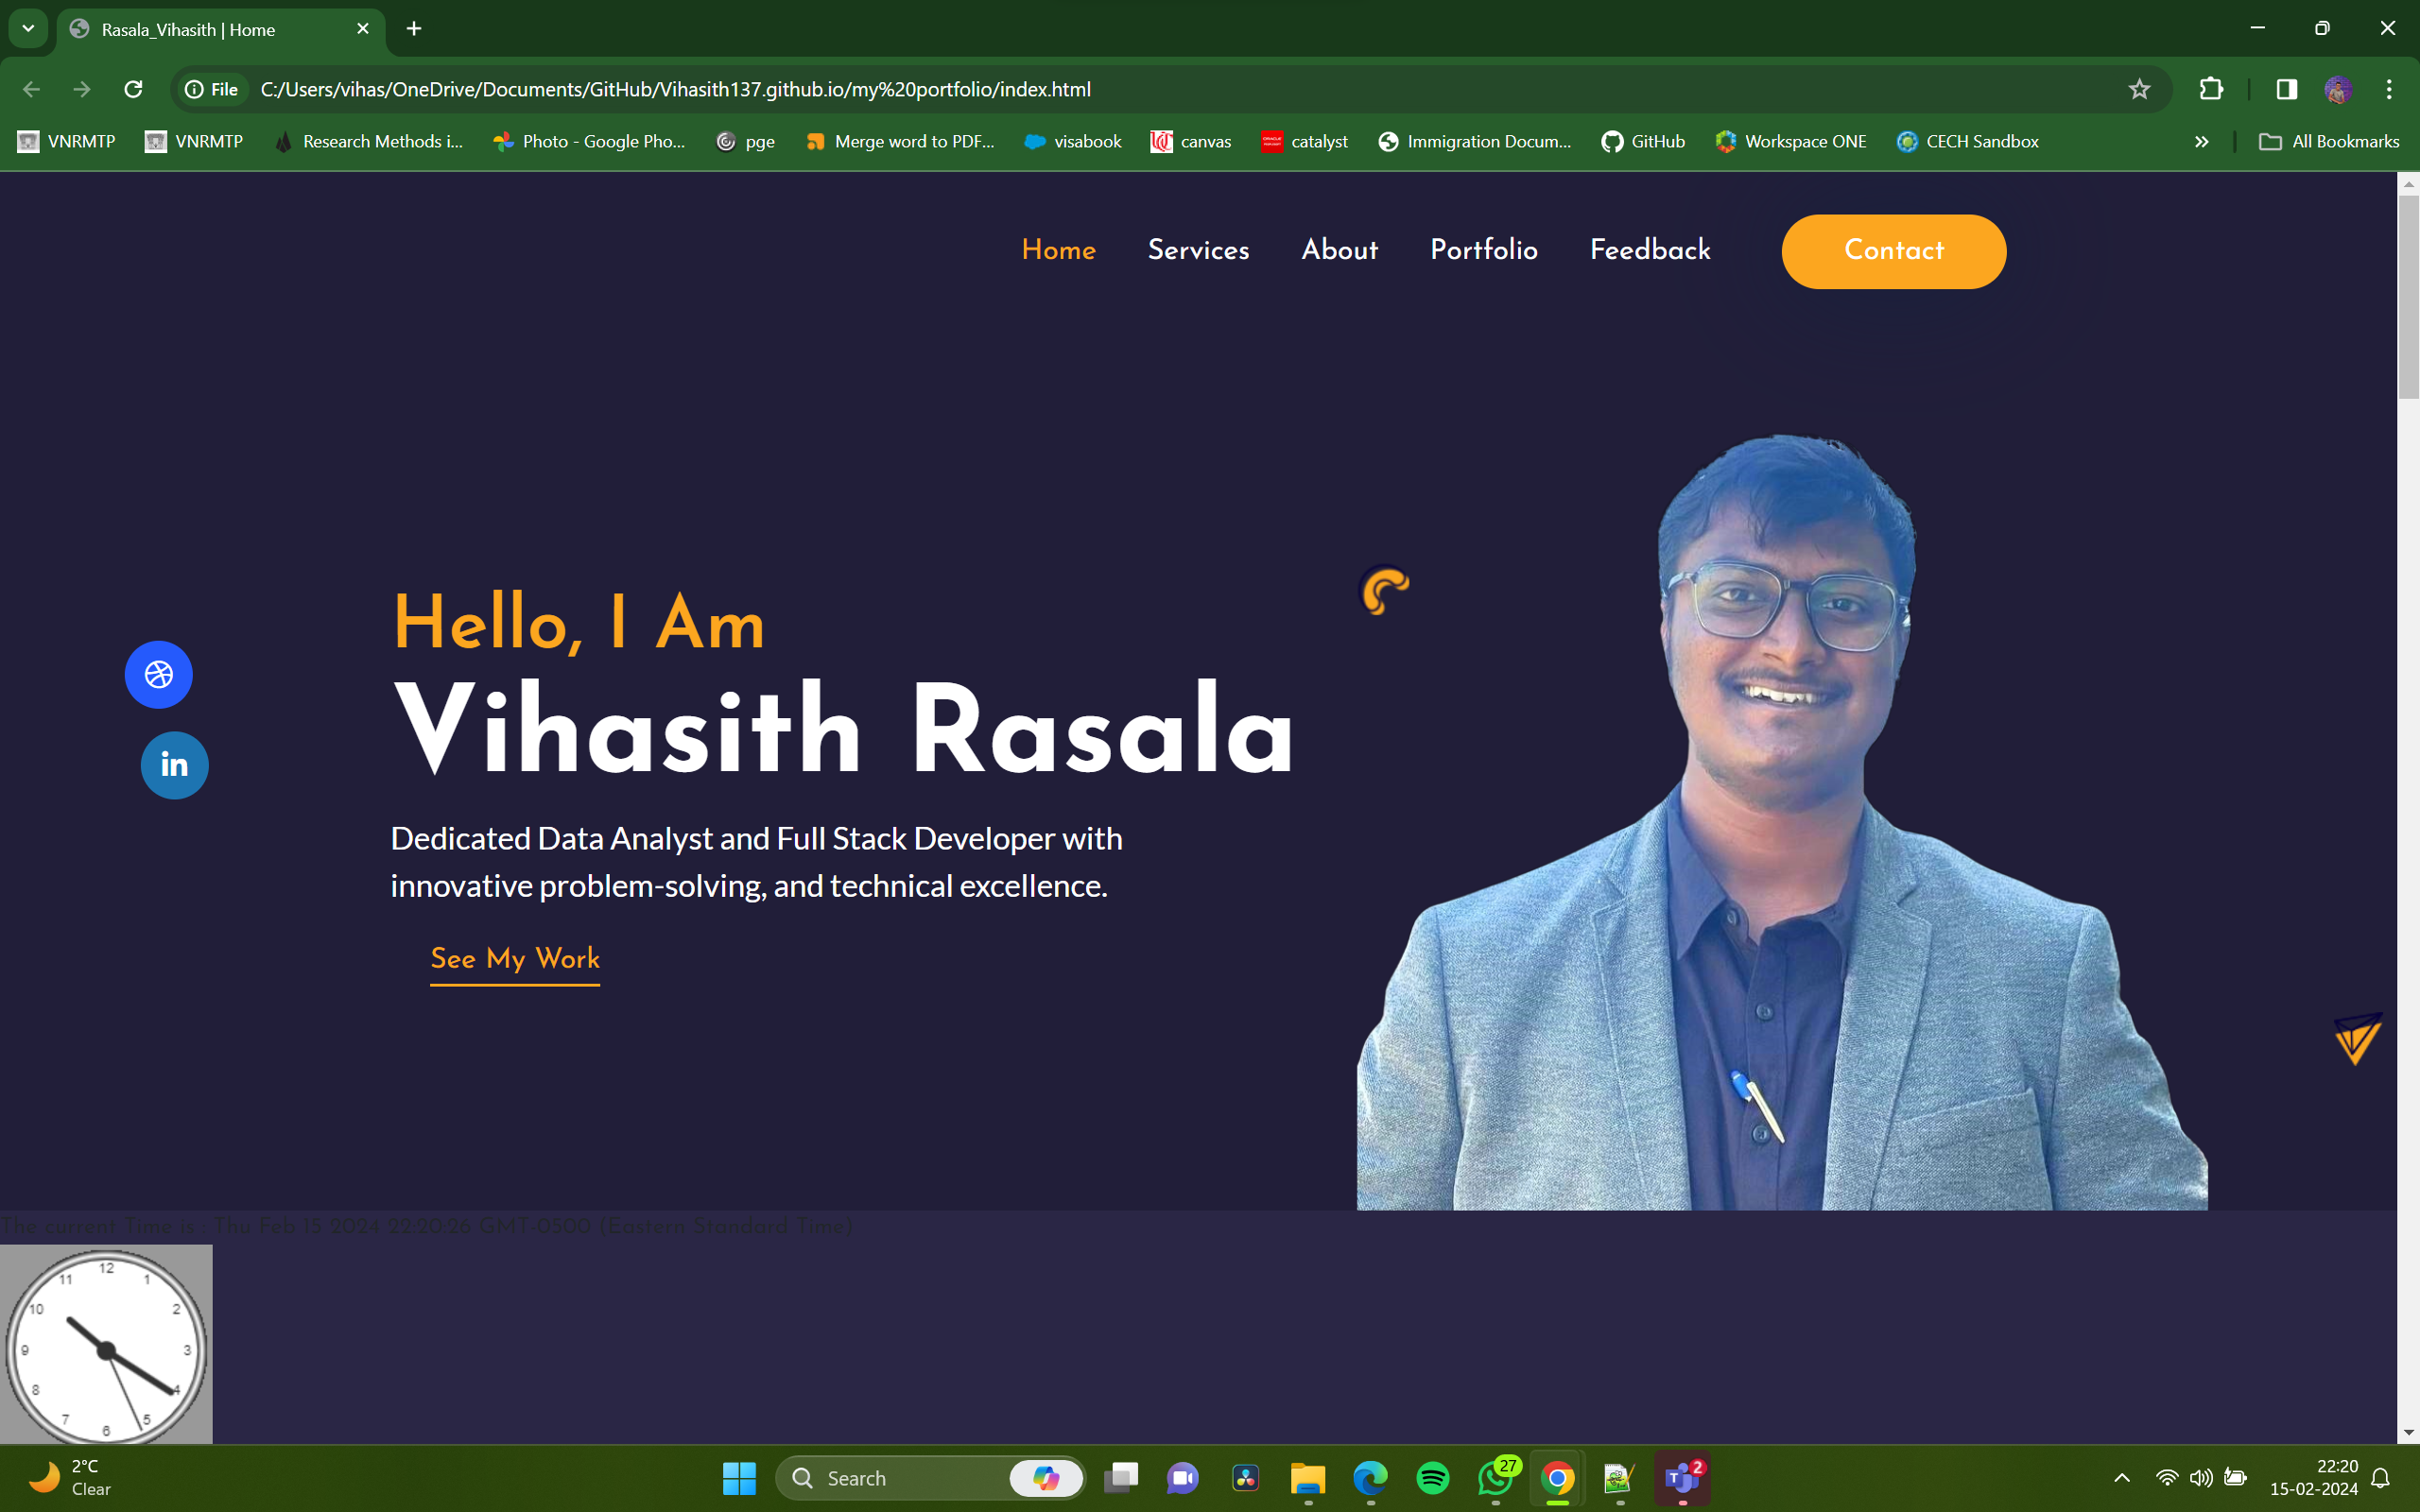 Rasala_Vihasith | Home
File C:/Users/vihas/OneDrive/Documents/GitHub/Vihasith137.github.io/my%20portfolio/index.html
VNRMTP VNRMTP Research Methods i... Photo - Google Pho... pge Merge word to PDF... visabook canvas catalyst Immigration Docum... GitHub Workspace ONE CECH Sandbox All Bookmarks
Home Services About Portfolio Feedback Contact
Hello, I Am
Vihasith Rasala
in
Dedicated Data Analyst and Full Stack Developer with
innovative problem-solving, and technical excellence.
See My Work
The current Time is : Thu Feb 15 2024 22:20:26 GMT-0500 (Eastern Standard Time)
12
11 1
10 2
9 3
8 4
7 5
6
2°C
Clear
Search
27
2
22:20
15-02-2024